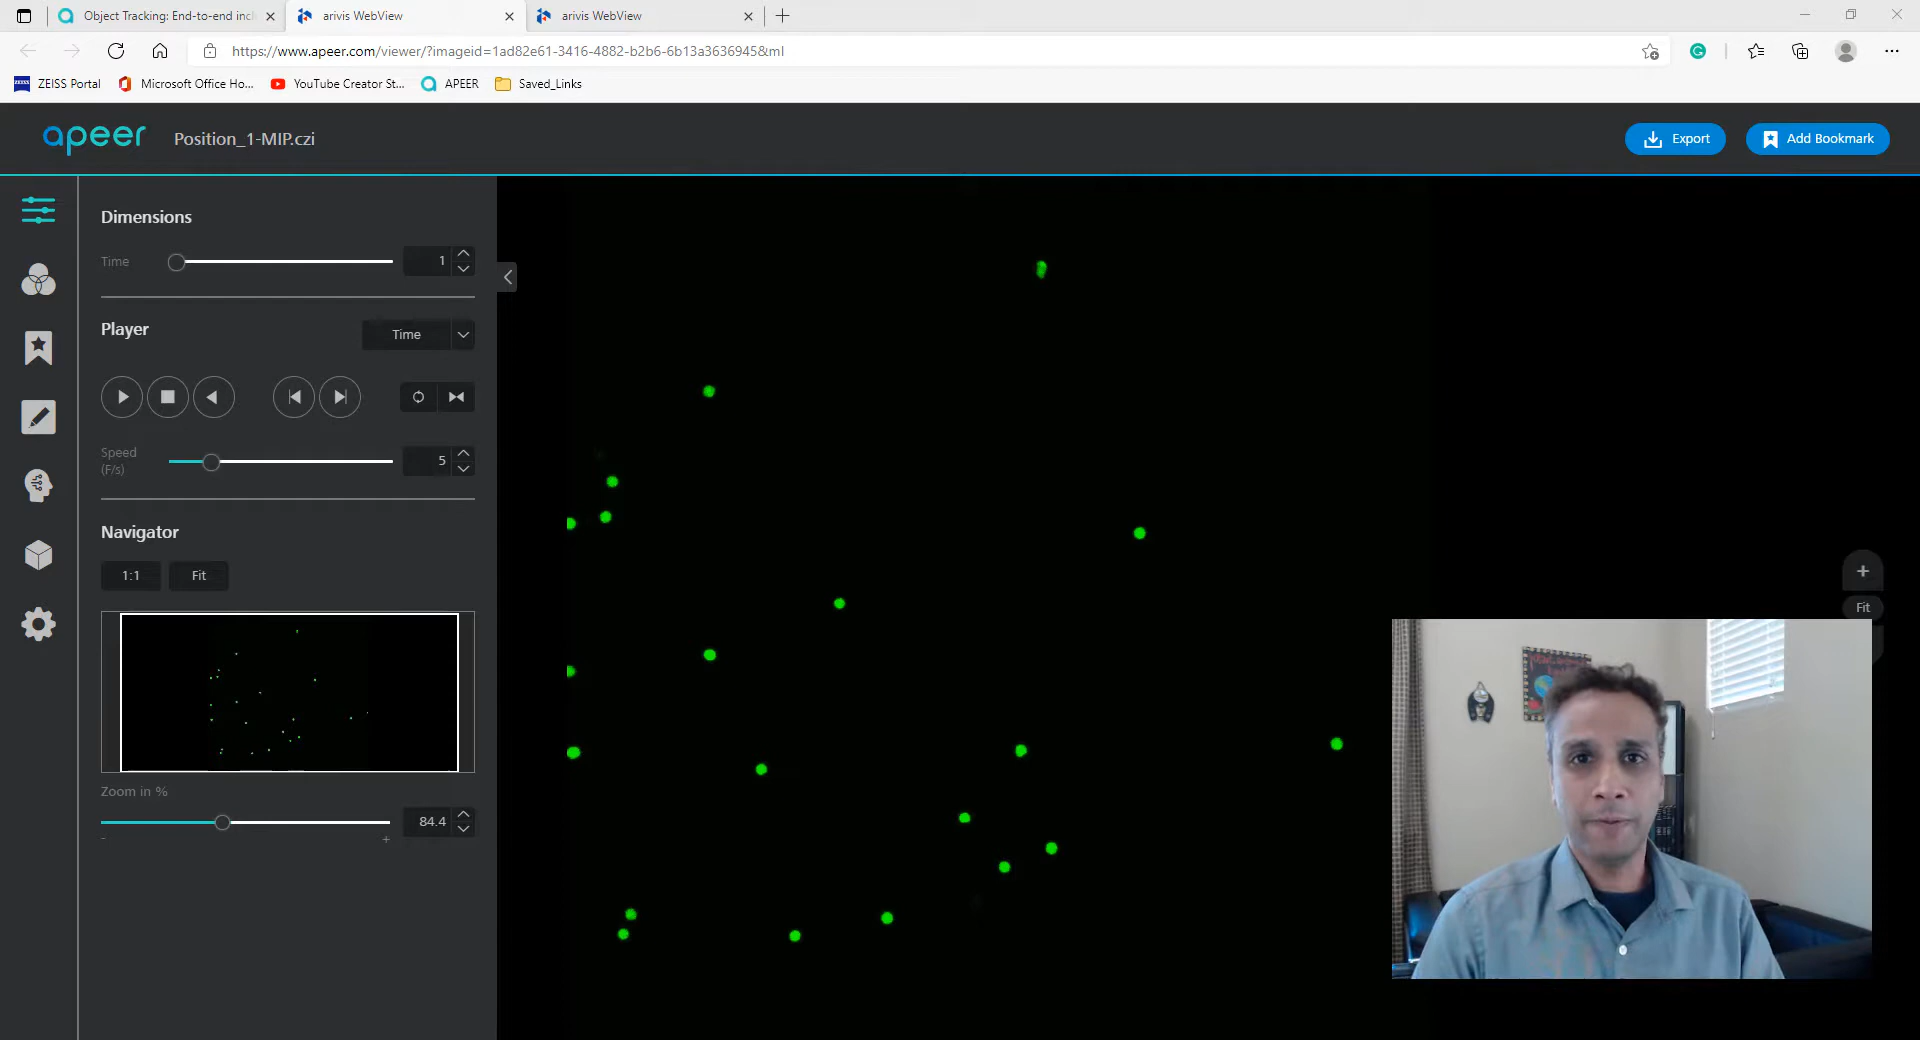 Object Tracking: End-to-end incl
arivis WebView
arivis WebView
https://www.apeer.com/viewer/?imageid=1ad82e61-3416-4882-b2b6-6b13a3636945&ml
ZEISS Portal
Microsoft Office Ho...
YouTube Creator St...
APEER
Saved_Links
apeer
Position_1-MIP.czi
Export
Add Bookmark
Dimensions
Time
1
Player
Time
Speed
(F/s)
5
Navigator
1:1
Fit
Zoom in %
84.4
- +
+
Fit